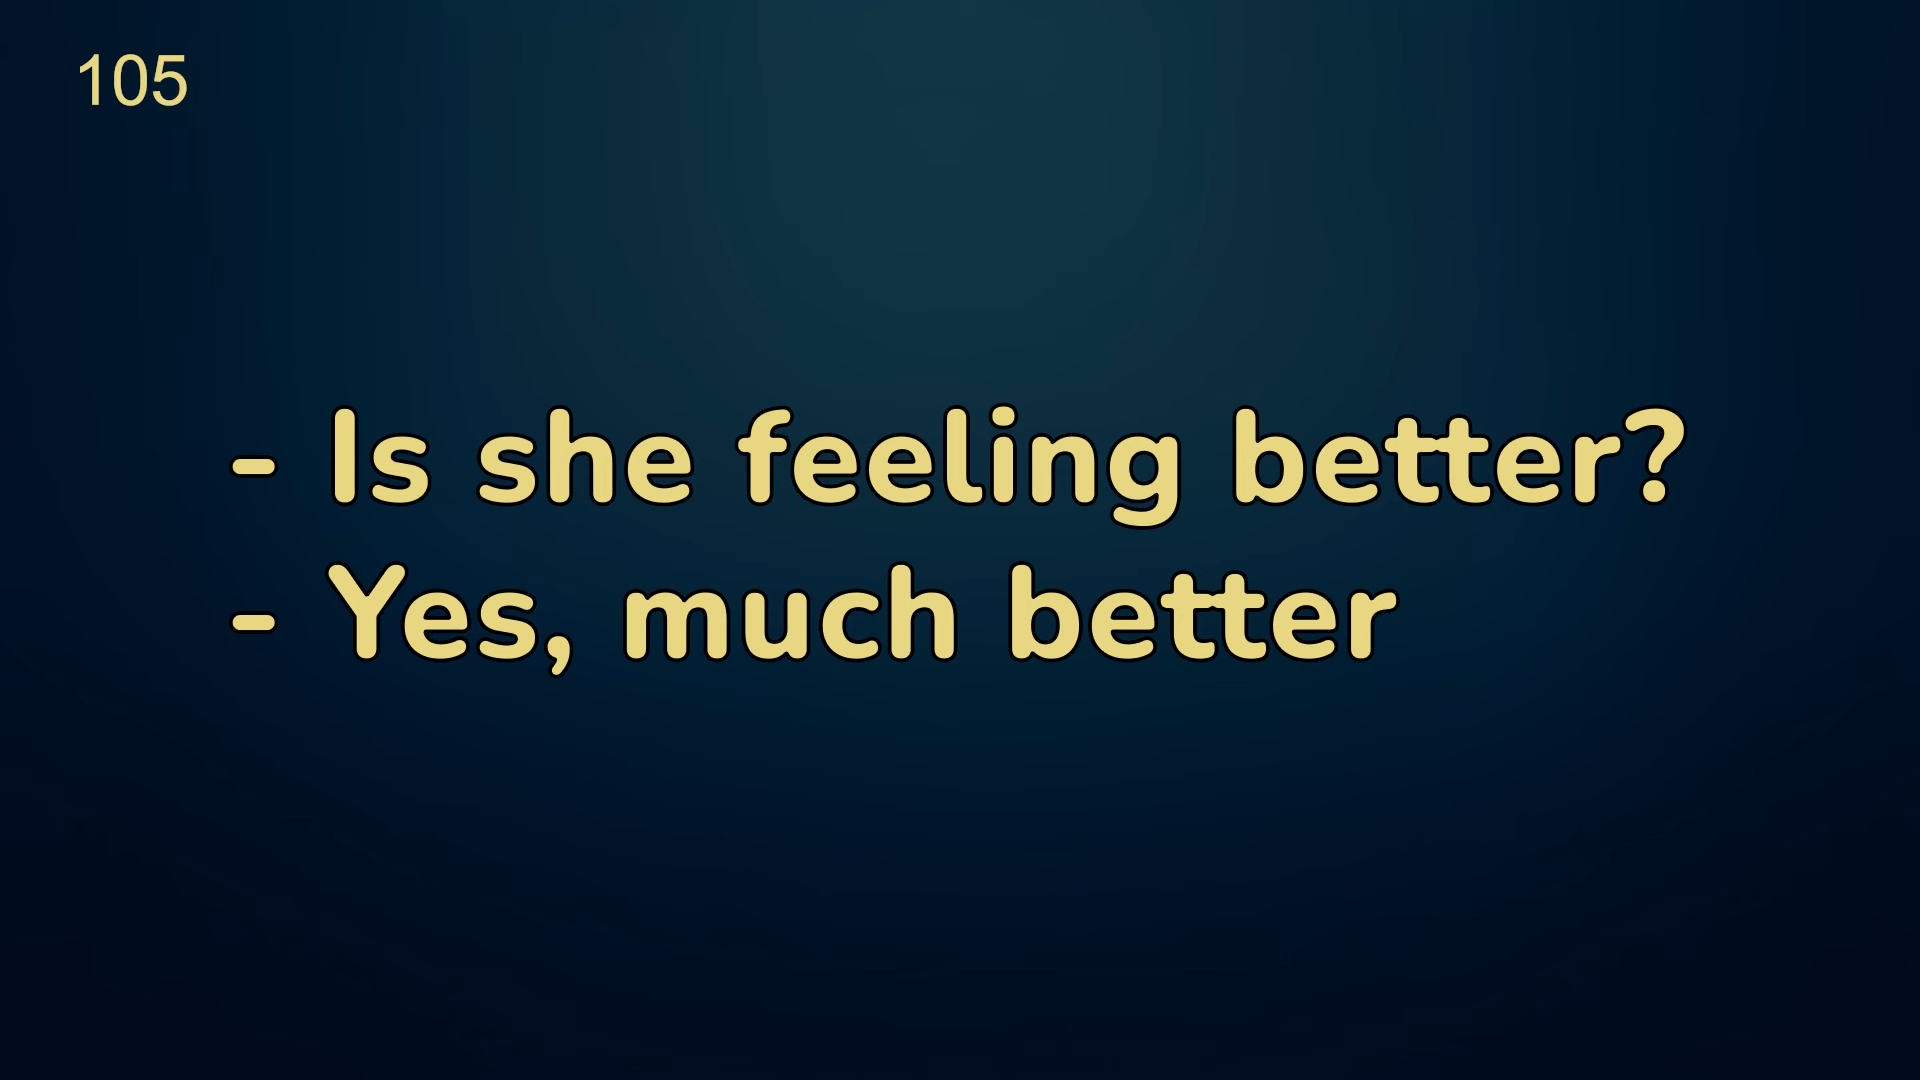 105
- Is she feeling better?
- Yes, much better